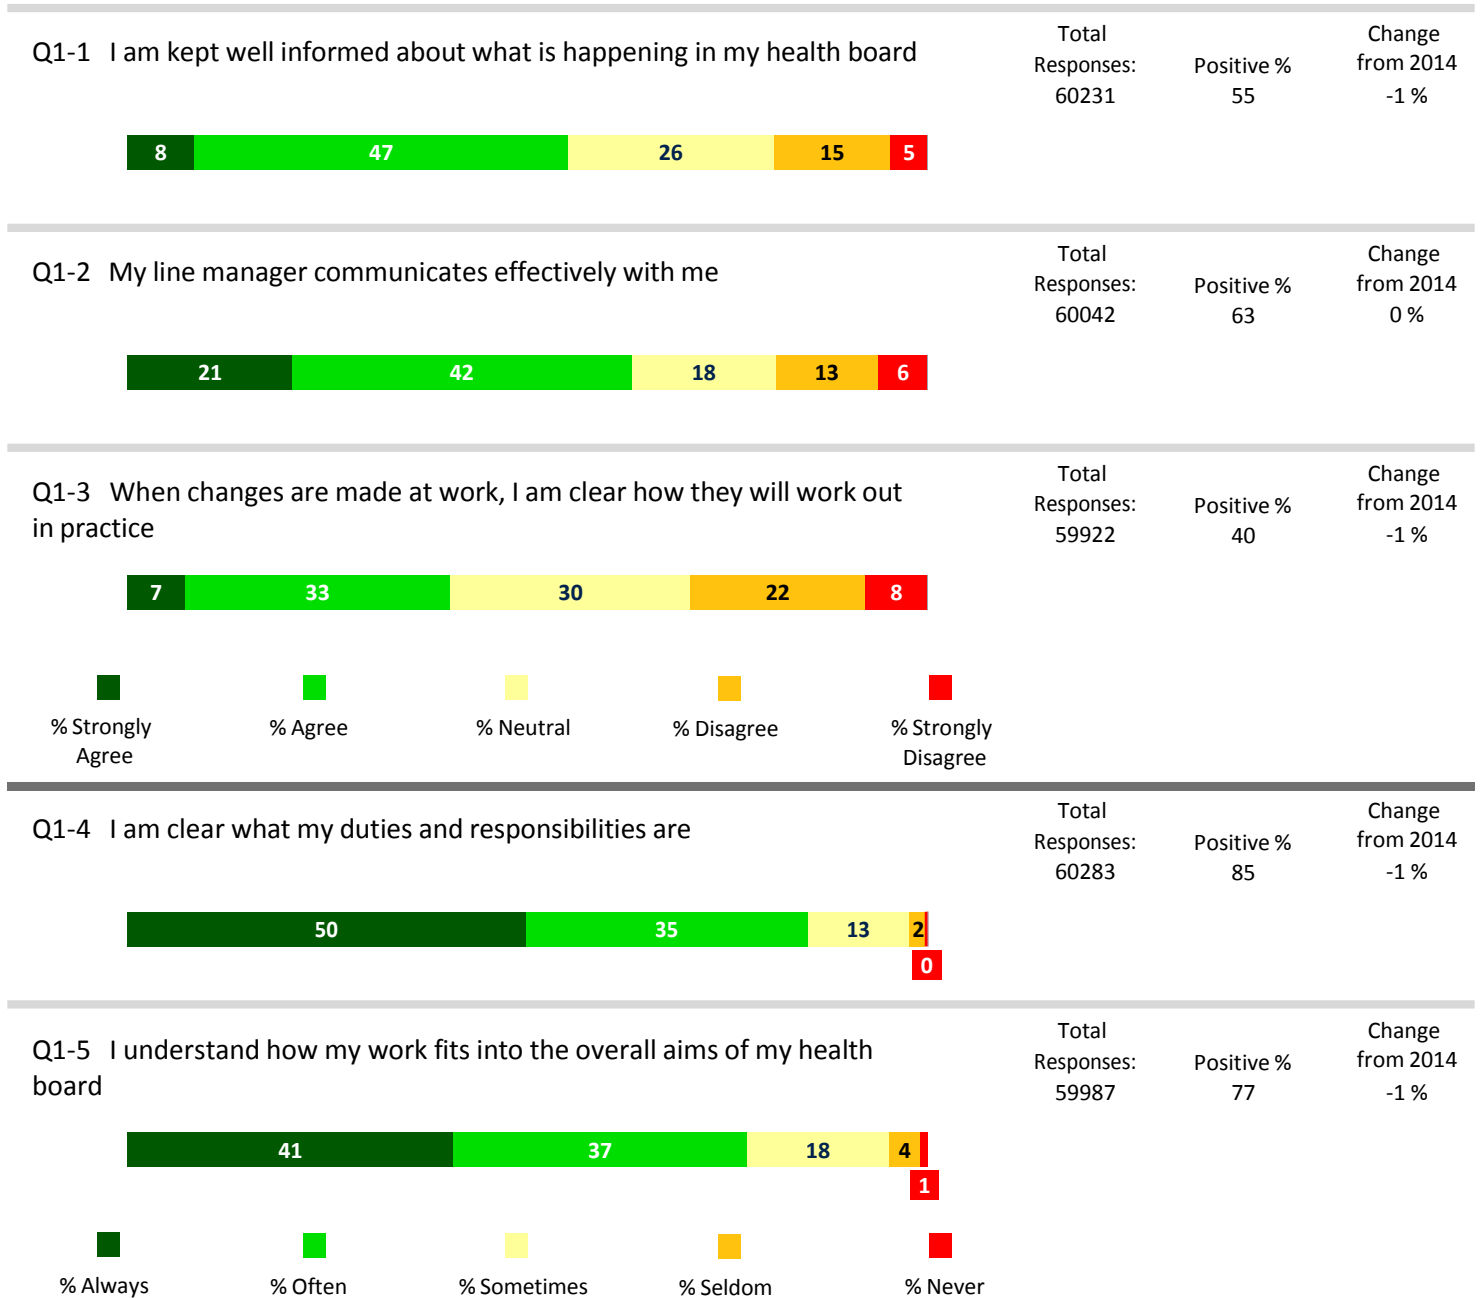 Q1-1 I am kept well informed about what is happening in my health board
Total Responses: 60231
Positive % 55
Change from 2014 -1 %
8 47 26 15 5
Q1-2 My line manager communicates effectively with me
Total Responses: 60042
Positive % 63
Change from 2014 0 %
21 42 18 13 6
Q1-3 When changes are made at work, I am clear how they will work out
in practice
Total Responses: 59922
Positive % 40
Change from 2014 -1 %
7 33 30 22 8
% Strongly Agree
% Agree
% Neutral
% Disagree
% Strongly Disagree
Q1-4 I am clear what my duties and responsibilities are
Total Responses: 60283
Positive % 85
Change from 2014 -1 %
50 35 13 2
0
Q1-5 I understand how my work fits into the overall aims of my health
board
Total Responses: 59987
Positive % 77
Change from 2014 -1 %
41 37 18 4
1
% Always
% Often
% Sometimes
% Seldom
% Never